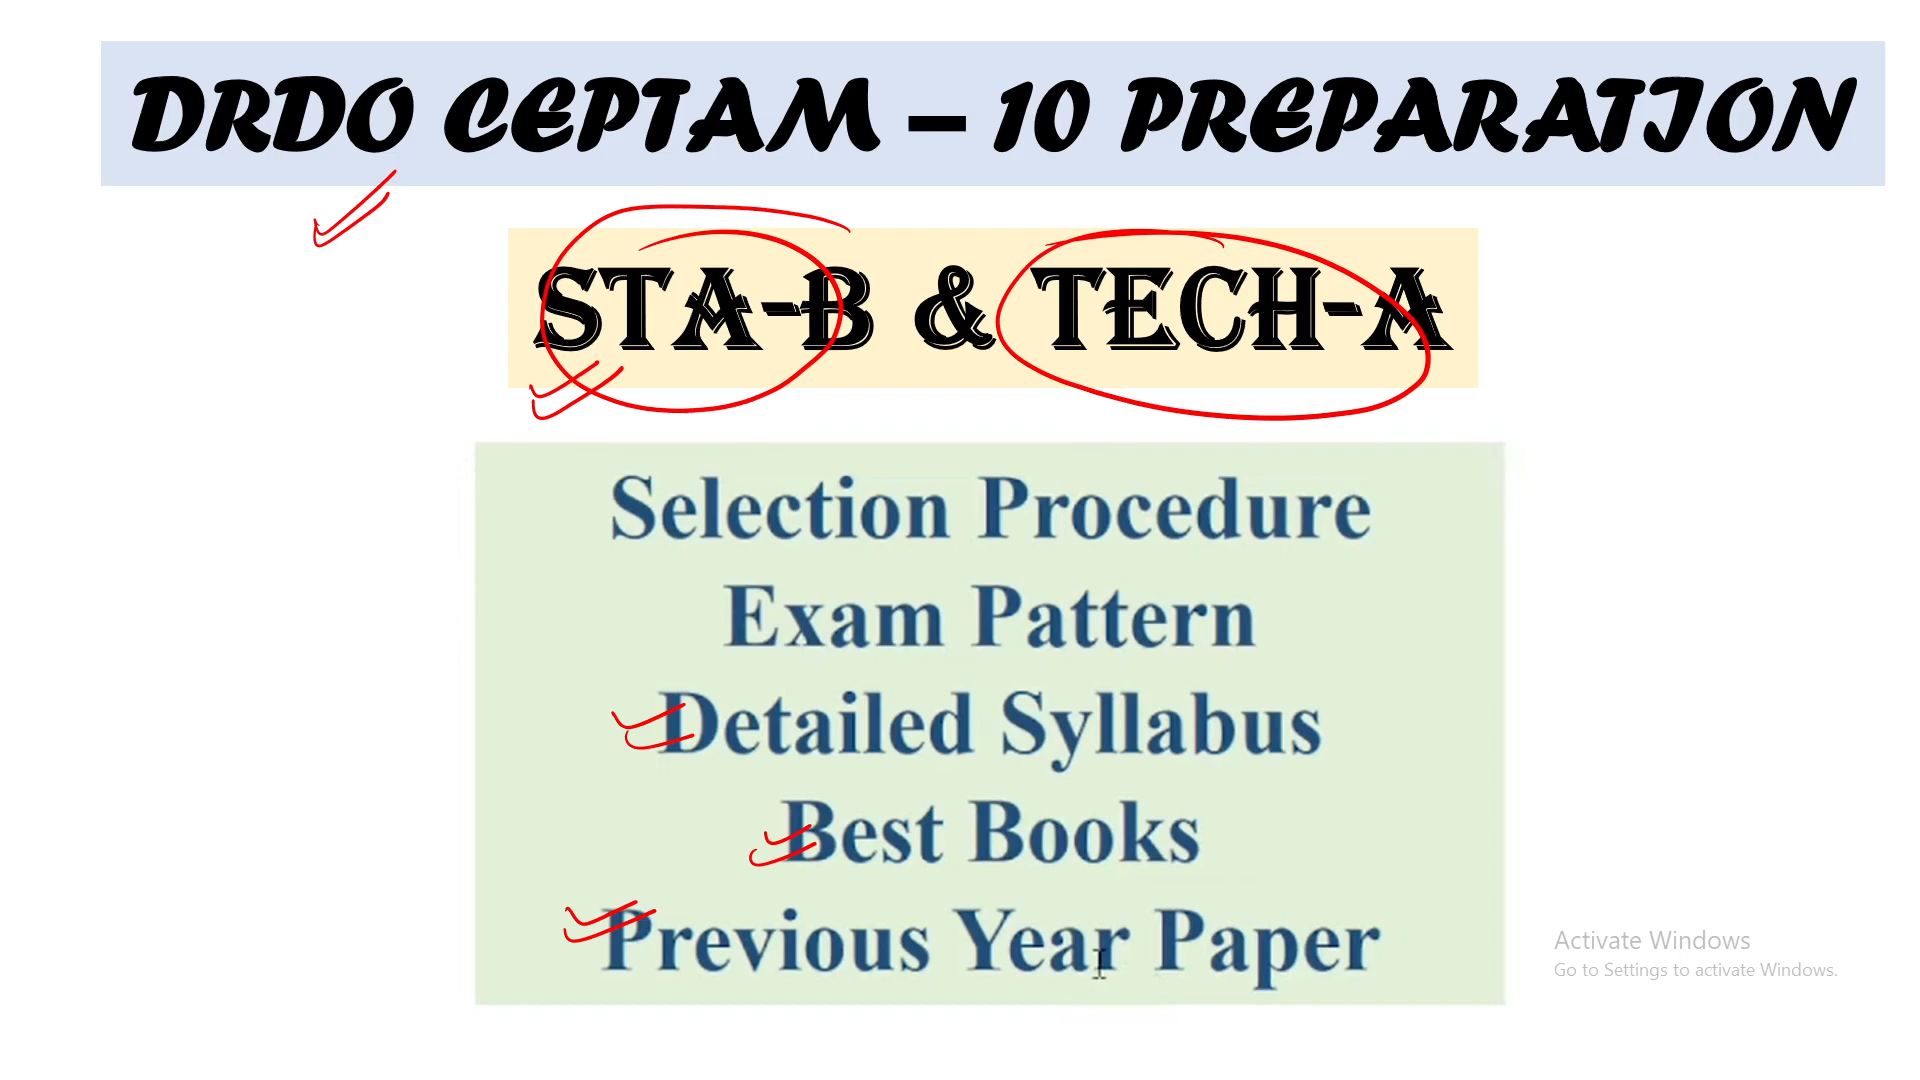 DRDO CEPTAM – 10 PREPARATION
STA-B & TECH-A
Selection Procedure
Exam Pattern
Detailed Syllabus
Best Books
Previous Year Paper
Activate Windows
Go to Settings to activate Windows.